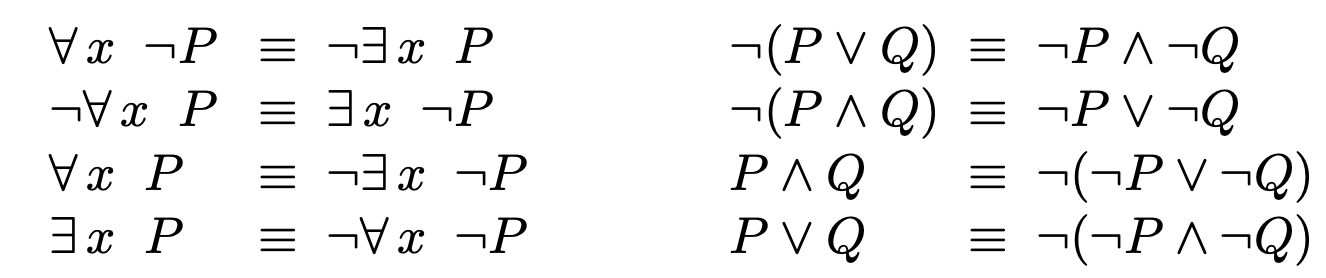 ∀x ¬P ≡ ¬∃x P ¬(P ∨ Q) ≡ ¬P ∧ ¬Q
¬∀x P ≡ ∃x ¬P ¬(P ∧ Q) ≡ ¬P ∨ ¬Q
∀x P ≡ ¬∃x ¬P P ∧ Q ≡ ¬(¬P ∨ ¬Q)
∃x P ≡ ¬∀x ¬P P ∨ Q ≡ ¬(¬P ∧ ¬Q)